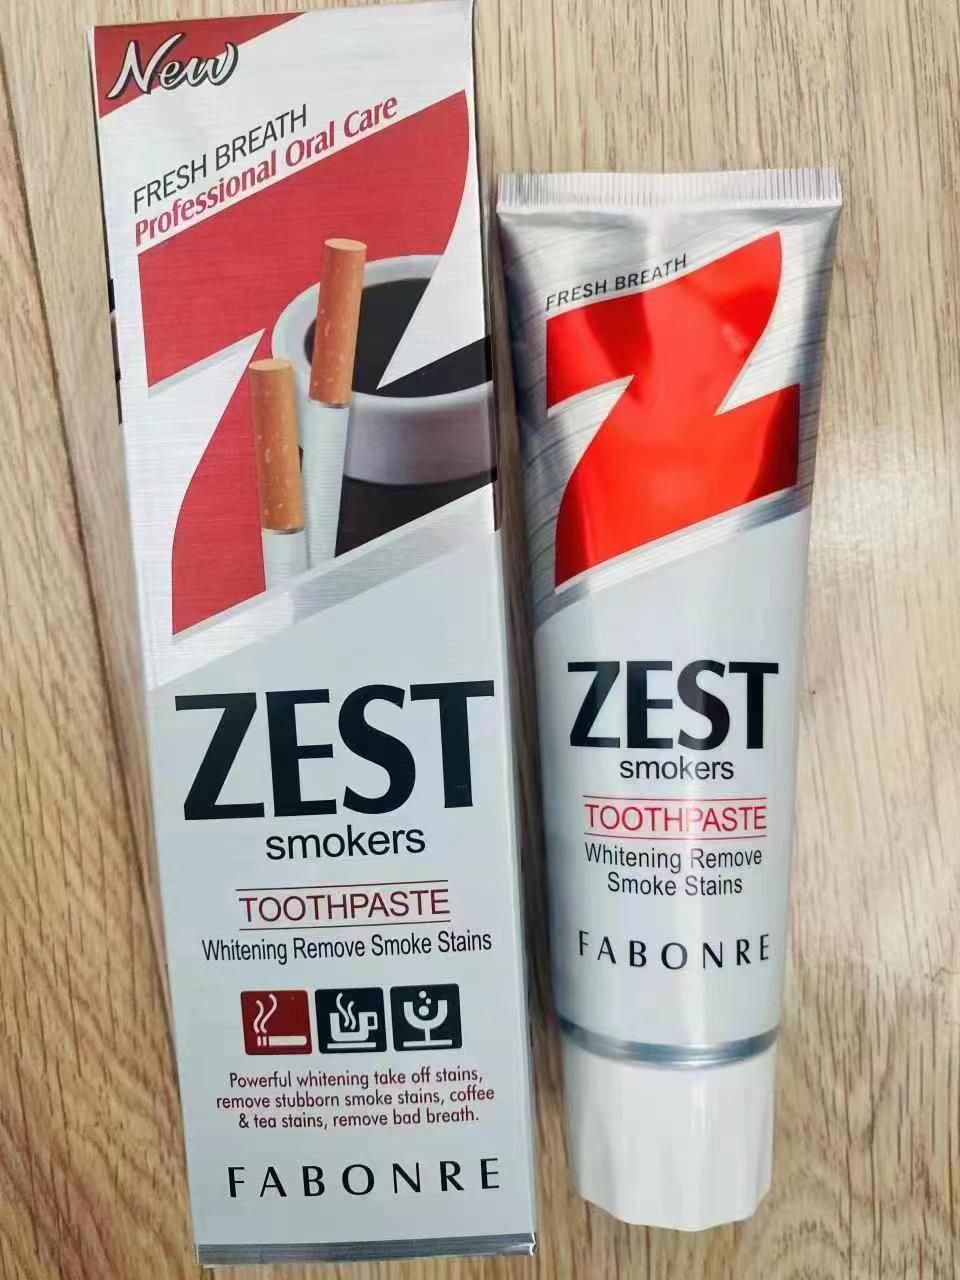 New
FRESH BREATH
Professional Oral Care
ZEST
smokers
TOOTHPASTE
Whitening Remove Smoke Stains
Powerful whitening take off stains,
remove stubborn smoke stains, coffee
& tea stains, remove bad breath.
FABONRE
FRESH BREATH
ZEST
smokers
TOOTHPASTE
Whitening Remove
Smoke Stains
FABONRE